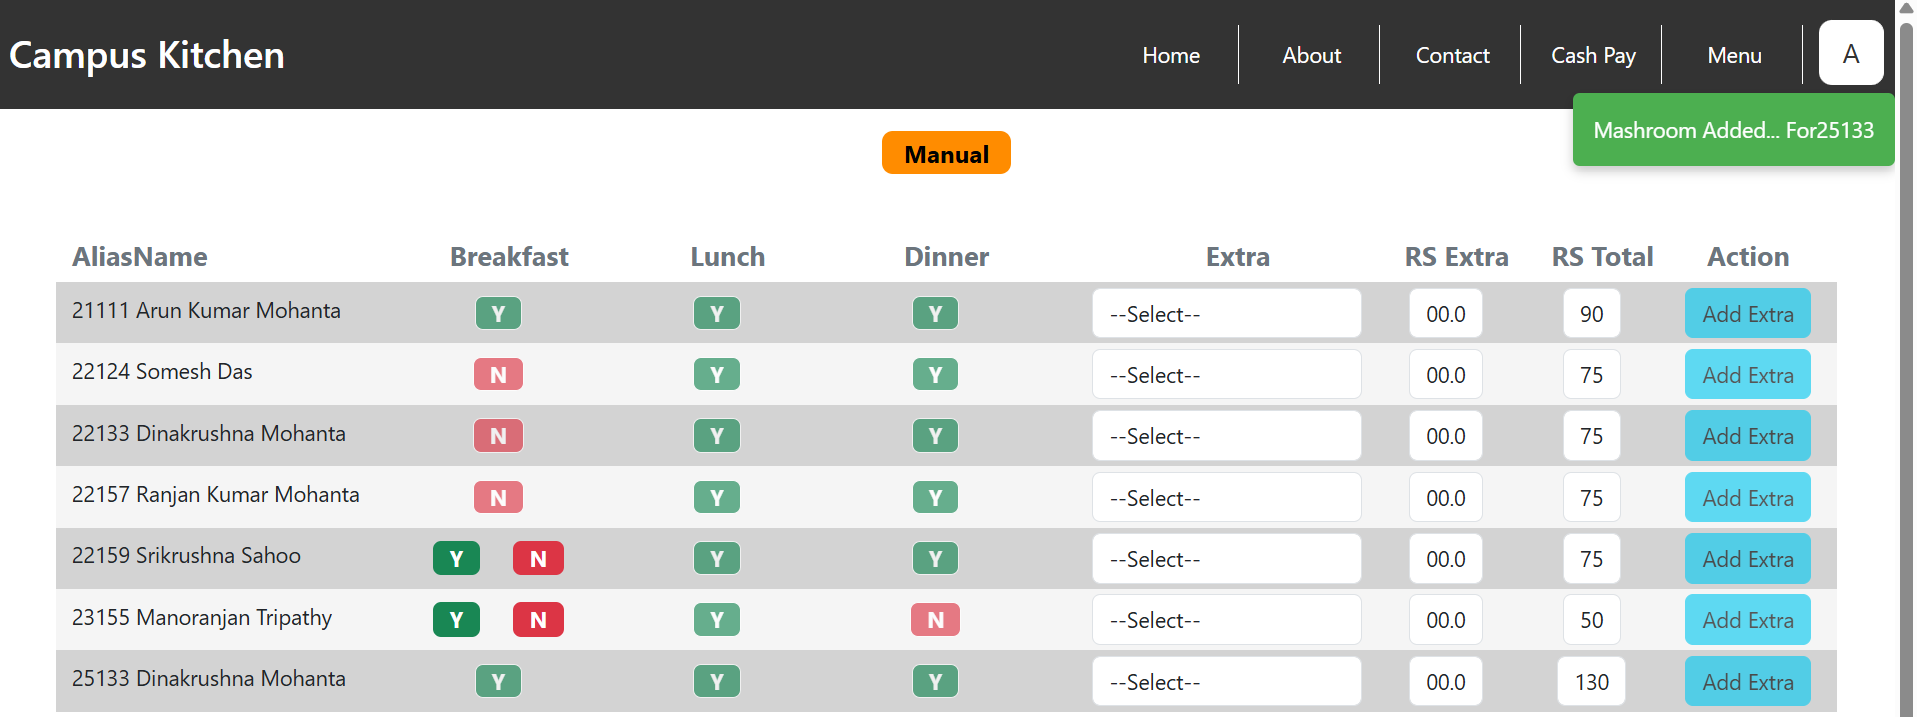 Campus Kitchen Home About Contact Cash Pay Menu A
Mashroom Added... For25133
Manual
AliasName Breakfast Lunch Dinner Extra RS Extra RS Total Action
21111 Arun Kumar Mohanta Y Y Y --Select-- 00.0 90 Add Extra
22124 Somesh Das N Y Y --Select-- 00.0 75 Add Extra
22133 Dinakrushna Mohanta N Y Y --Select-- 00.0 75 Add Extra
22157 Ranjan Kumar Mohanta N Y Y --Select-- 00.0 75 Add Extra
22159 Srikrushna Sahoo Y N Y Y --Select-- 00.0 75 Add Extra
23155 Manoranjan Tripathy Y N Y N --Select-- 00.0 50 Add Extra
25133 Dinakrushna Mohanta Y Y Y --Select-- 00.0 130 Add Extra